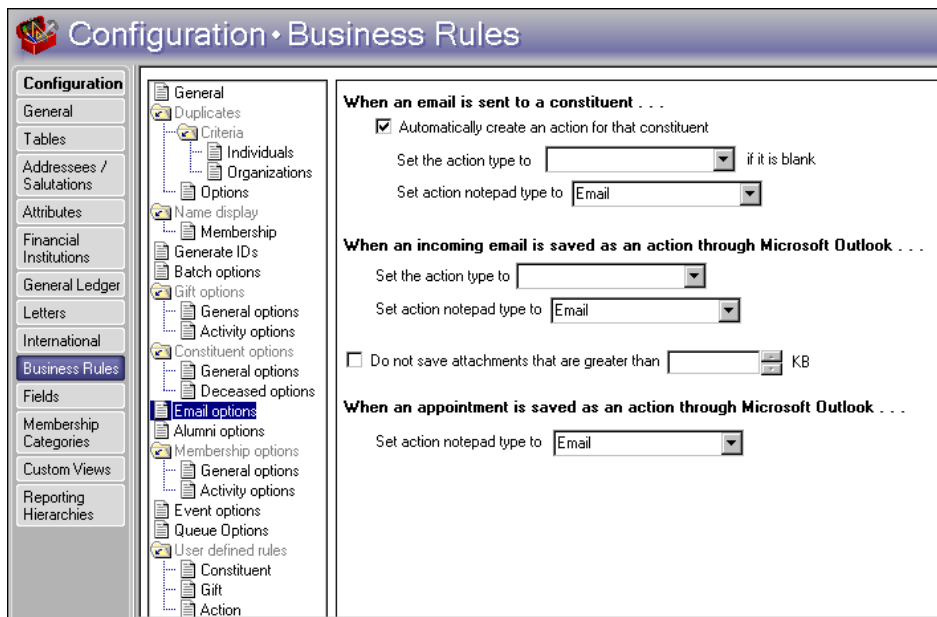 Configuration • Business Rules
Configuration
General
Tables
Addressees /
Salutations
Attributes
Financial
Institutions
General Ledger
Letters
International
Business Rules
Fields
Membership
Categories
Custom Views
Reporting
Hierarchies
General
Duplicates
Criteria
Individuals
Organizations
Options
Name display
Membership
Generate IDs
Batch options
Gift options
General options
Activity options
Constituent options
General options
Deceased options
Email options
Alumni options
Membership options
General options
Activity options
Event options
Queue Options
User defined rules
Constituent
Gift
Action
When an email is sent to a constituent . . .
Automatically create an action for that constituent
Set the action type to if it is blank
Set action notepad type to Email
When an incoming email is saved as an action through Microsoft Outlook . . .
Set the action type to
Set action notepad type to Email
Do not save attachments that are greater than KB
When an appointment is saved as an action through Microsoft Outlook . . .
Set action notepad type to Email